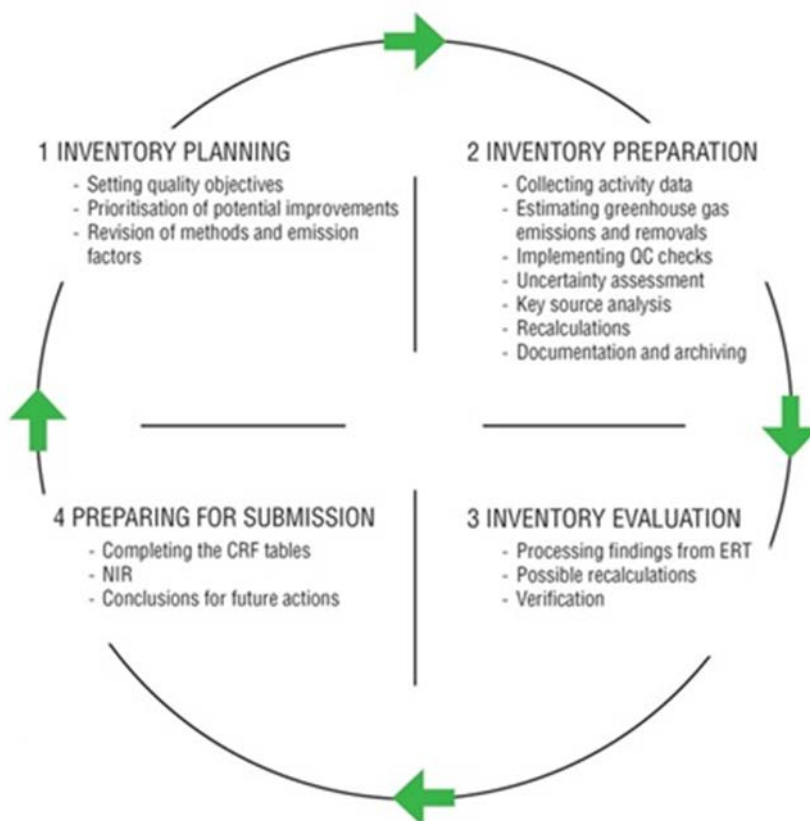 1 INVENTORY PLANNING
- Setting quality objectives
- Prioritisation of potential improvements
- Revision of methods and emission
factors
2 INVENTORY PREPARATION
- Collecting activity data
- Estimating greenhouse gas
emissions and removals
- Implementing QC checks
- Uncertainty assessment
- Key source analysis
- Recalculations
- Documentation and archiving
3 INVENTORY EVALUATION
- Processing findings from ERT
- Possible recalculations
- Verification
4 PREPARING FOR SUBMISSION
- Completing the CRF tables
- NIR
- Conclusions for future actions